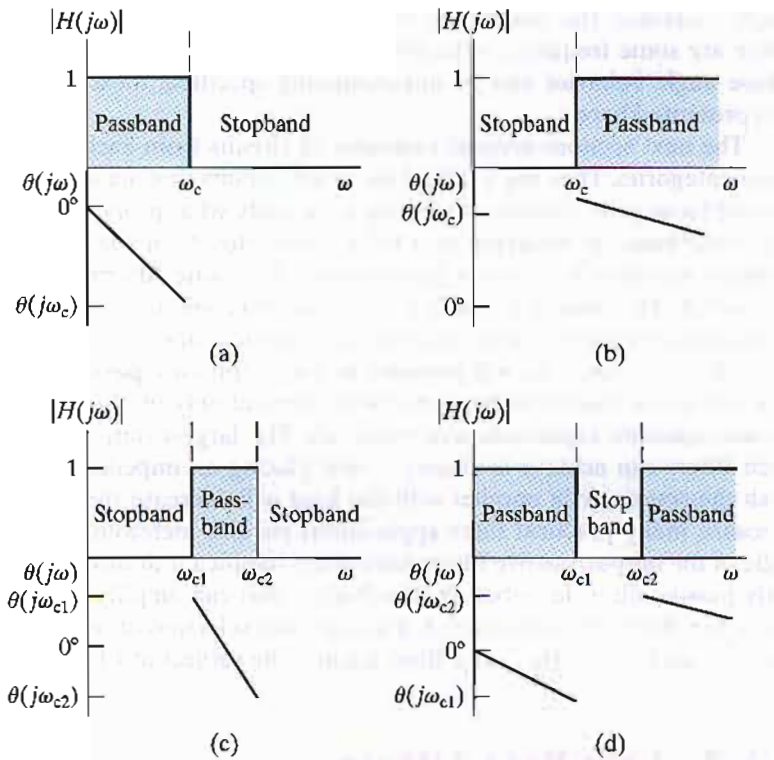 |H(jω)|
1
Passband
Stopband
θ(jω)
ω_c
ω
0°
θ(jω_c)
(a)
|H(jω)|
1
Stopband
Passband
θ(jω)
ω_c
ω
θ(jω_c)
0°
(b)
|H(jω)|
1
Stopband
Pass-
band
Stopband
θ(jω)
ω_c1
ω_c2
ω
θ(jω_c1)
0°
θ(jω_c2)
(c)
|H(jω)|
1
Passband
Stop
band
Passband
θ(jω)
ω_c1
ω_c2
ω
θ(jω_c2)
0°
θ(jω_c1)
(d)